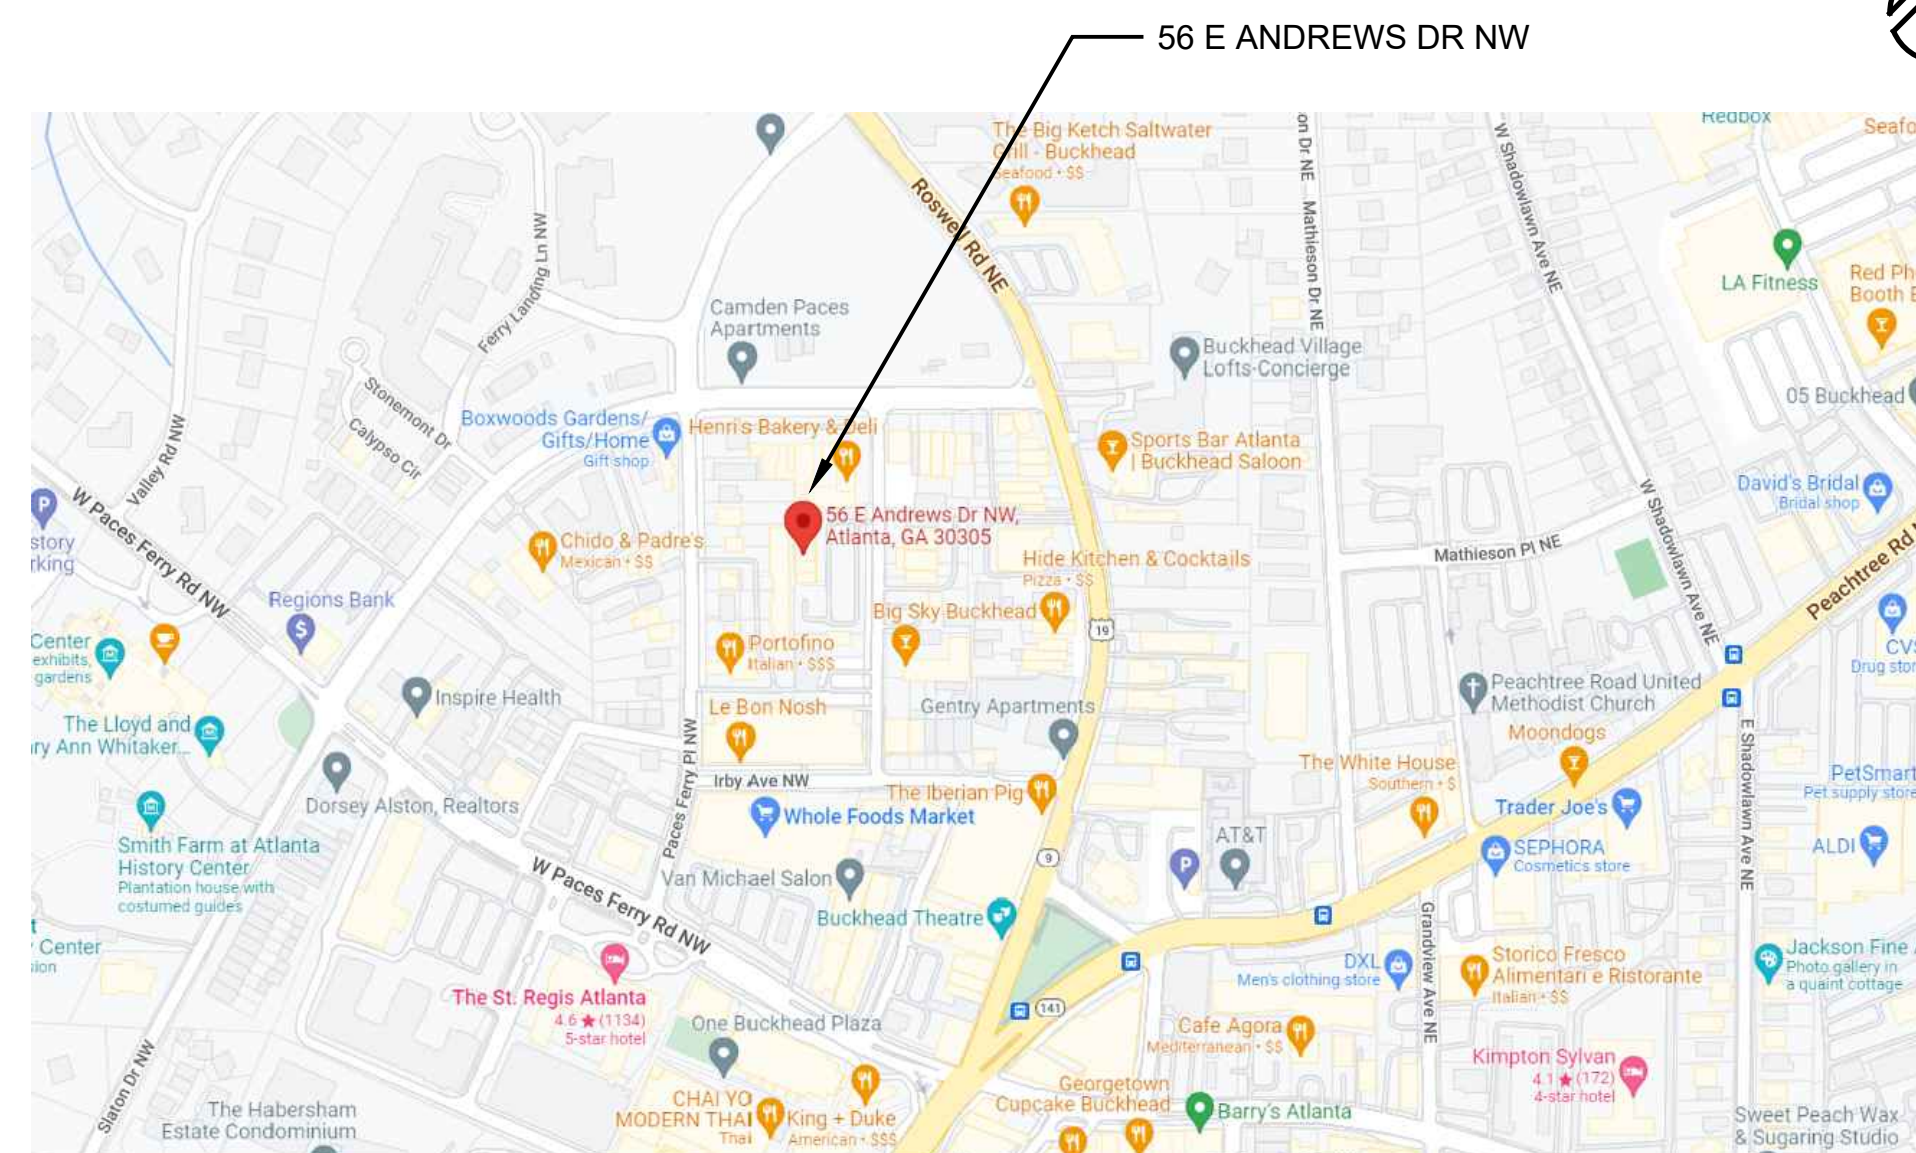 56 E ANDREWS DR NW
Redbox
The Big Ketch Saltwater
Grill - Buckhead
Seafood • $$
on Dr NE
Mathieson Dr NE
W Shadowlawn Ave NE
Roswell Rd NE
Ferry Landing Ln NW
LA Fitness
Camden Paces
Apartments
Buckhead Village
Lofts-Concierge
05 Buckhead
Stonemont Dr
Calypso Cir
Valley Rd NW
Boxwoods Gardens/
Gifts/Home
Gift shop
Henri's Bakery & Deli
Sports Bar Atlanta
| Buckhead Saloon
David's Bridal
Bridal shop
W Shadowlawn Ave NE
P
W Paces Ferry Rd NW
56 E Andrews Dr NW,
Atlanta, GA 30305
Chido & Padre's
Mexican • $$
Hide Kitchen & Cocktails
Pizza • $$
Mathieson Pl NE
Peachtree Rd
Regions Bank
$
Big Sky Buckhead
19
Center
exhibits,
gardens
Portofino
Italian • $$$
Peachtree Road United
Methodist Church
Inspire Health
Le Bon Nosh
Gentry Apartments
The Lloyd and
Ann Whitaker...
Moondogs
E Shadowlawn Ave NE
Paces Ferry Pl NW
Irby Ave NW
The White House
Southern • $
PetSmart
Pet supply store
The Iberian Pig
Dorsey Alston, Realtors
Whole Foods Market
Trader Joe's
AT&T
Smith Farm at Atlanta
History Center
Plantation house with
costumed guides
SEPHORA
Cosmetics store
ALDI
9
P
W Paces Ferry Rd NW
Van Michael Salon
Buckhead Theatre
Grandview Ave NE
Center
DXL
Men's clothing store
Storico Fresco
Alimentari e Ristorante
Italian • $$
Jackson Fine
Photo gallery in
a quaint cottage
The St. Regis Atlanta
4.6 ★ (1134)
5-star hotel
141
One Buckhead Plaza
Cafe Agora
Mediterranean • $$
Kimpton Sylvan
4.1 ★ (172)
4-star hotel
Slaton Dr NW
The Habersham
Estate Condominium
CHAI YO
MODERN THAI
Thai
King + Duke
American • $$$
Georgetown
Cupcake Buckhead
Barry's Atlanta
Sweet Peach Wax
& Sugaring Studio